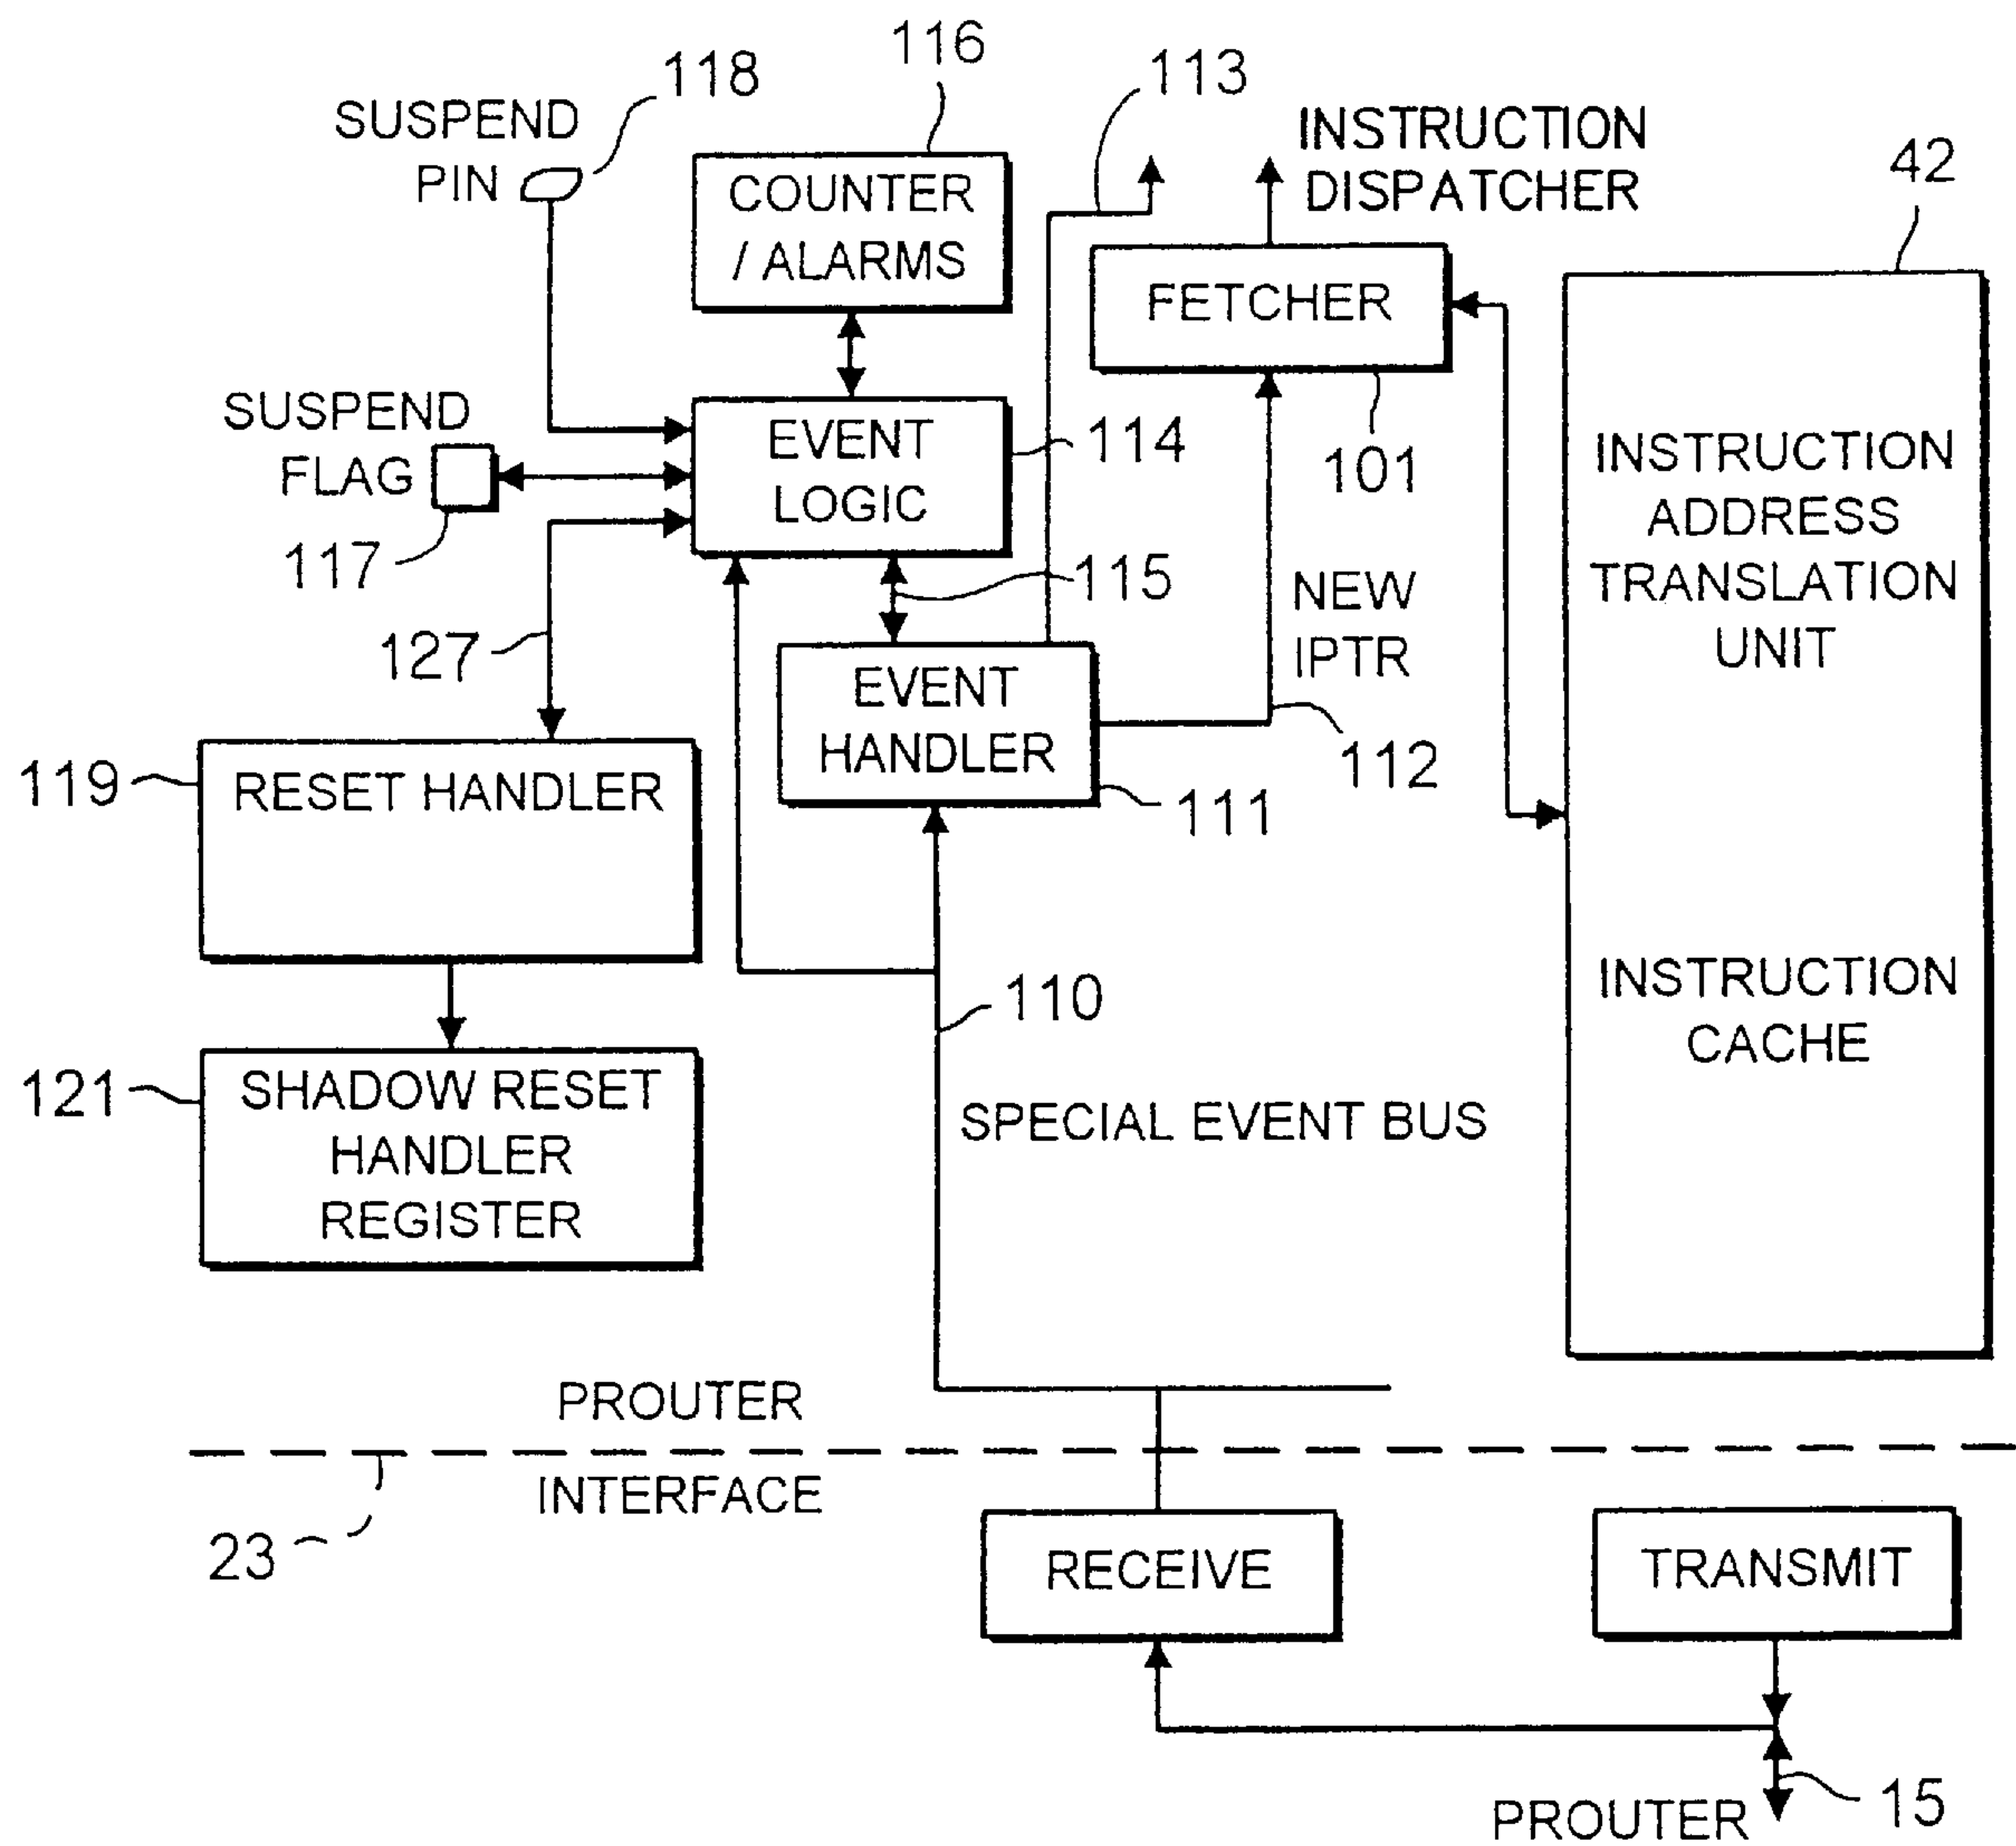 116
118
113
SUSPEND
PIN
INSTRUCTION
DISPATCHER
42
COUNTER
/ ALARMS
FETCHER
SUSPEND
FLAG
EVENT
LOGIC
114
101
INSTRUCTION
ADDRESS
TRANSLATION
UNIT
117
115
NEW
IPTR
127
EVENT
HANDLER
112
119
RESET HANDLER
111
110
INSTRUCTION
CACHE
121
SHADOW RESET
HANDLER
REGISTER
SPECIAL EVENT BUS
PROUTER
INTERFACE
23
RECEIVE
TRANSMIT
PROUTER
15